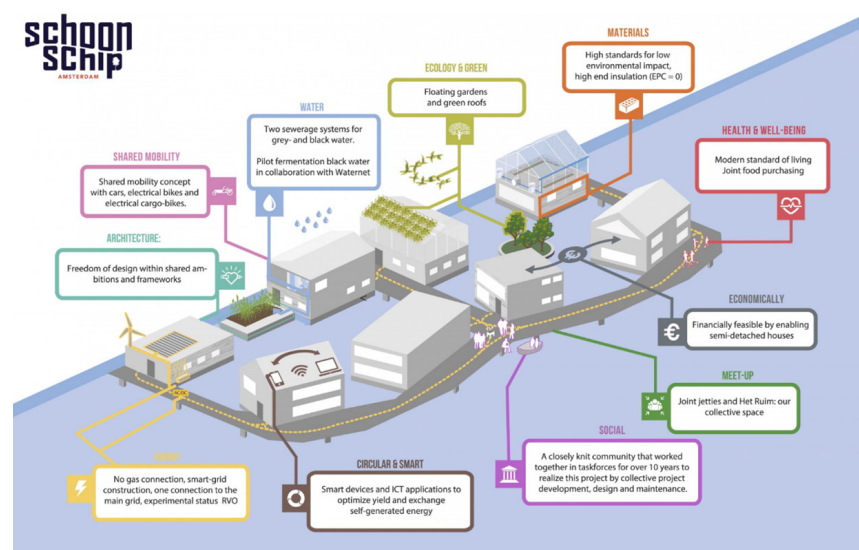 schoon
schip
AMSTERDAM
MATERIALS
High standards for low
environmental impact,
high end insulation (EPC = 0)
ECOLOGY & GREEN
Floating gardens
and green roofs
WATER
Two sewerage systems for
grey- and black water.
Pilot fermentation black water
in collaboration with Waternet
HEALTH & WELL-BEING
Modern standard of living
Joint food purchasing
SHARED MOBILITY
Shared mobility concept
with cars, electrical bikes and
electrical cargo-bikes.
ARCHITECTURE:
Freedom of design within shared am-
bitions and frameworks
ECONOMICALLY
€
Financially feasible by enabling
semi-detached houses
MEET-UP
Joint jetties and Het Ruim: our
collective space
SOCIAL
A closely knit community that worked
together in taskforces for over 10 years to
realize this project by collective project
development, design and maintenance.
CIRCULAR & SMART
Smart devices and ICT applications to
optimize yield and exchange
self-generated energy
No gas connection, smart-grid
construction, one connection to the
main grid, experimental status RVO